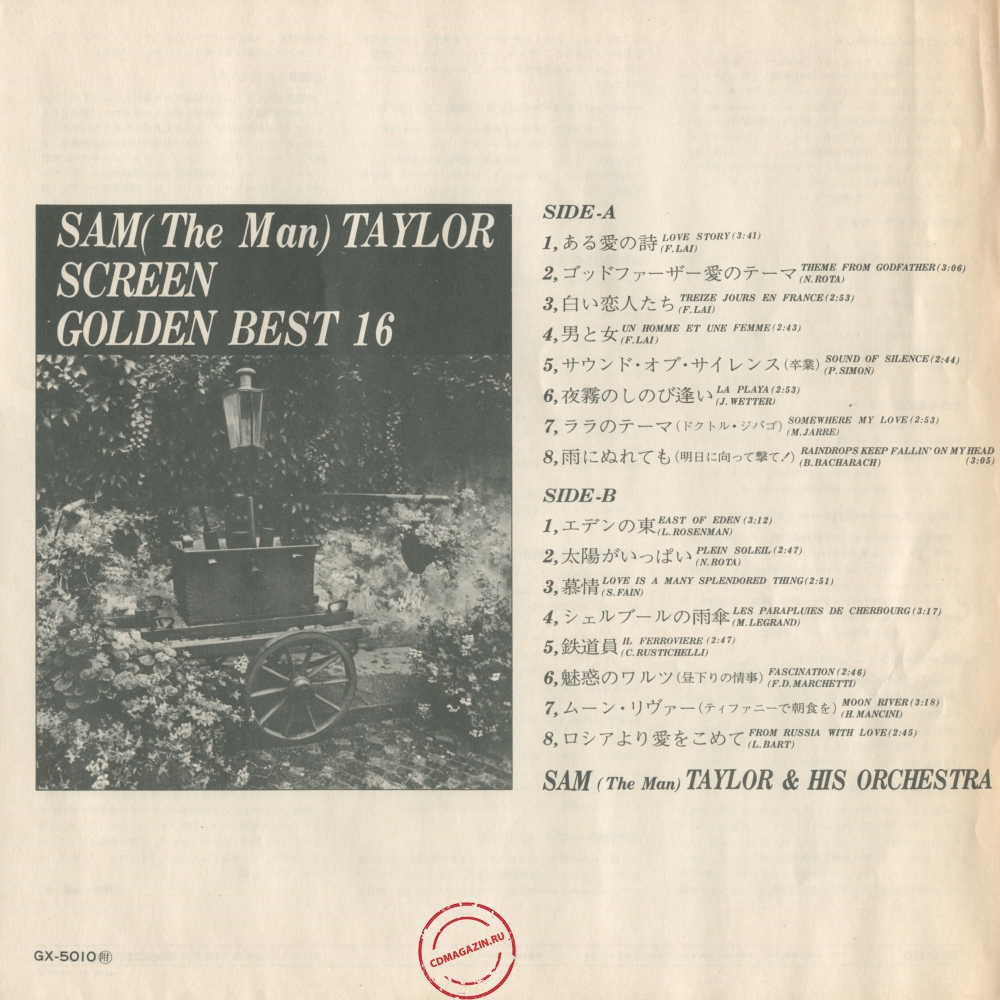 SAM (The Man) TAYLOR
SCREEN
GOLDEN BEST 16
SIDE-A
1, ある愛の詩 LOVE STORY (3:41)
(F. LAI)
2, ゴッドファーザー愛のテーマ THEME FROM GODFATHER (3:06)
(N. ROTA)
3, 白い恋人たち TREIZE JOURS EN FRANCE (2:53)
(F. LAI)
4, 男と女 UN HOMME ET UNE FEMME (2:43)
(F. LAI)
5, サウンド・オブ・サイレンス (卒業) SOUND OF SILENCE (2:44)
(P. SIMON)
6, 夜霧のしのび逢い LA PLAYA (2:53)
(J. WETTER)
7, ララのテーマ (ドクトル・ジバゴ) SOMEWHERE MY LOVE (2:53)
(M. JARRE)
8, 雨にぬれても (明日に向って撃て!) RAINDROPS KEEP FALLIN' ON MY HEAD
(B. BACHARACH) (3:05)
SIDE-B
1, エデンの東 EAST OF EDEN (3:12)
(L. ROSENMAN)
2, 太陽がいっぱい PLEIN SOLEIL (2:47)
(N. ROTA)
3, 慕情 LOVE IS A MANY SPLENDORED THING (2:51)
(S. FAIN)
4, シェルブールの雨傘 LES PARAPLUIES DE CHERBOURG (3:17)
(M. LEGRAND)
5, 鉄道員 IL FERROVIERE (2:47)
(C. RUSTICHELLI)
6, 魅惑のワルツ (昼下りの情事) FASCINATION (2:46)
(F. D. MARCHETTI)
7, ムーン・リヴァー (ティファニーで朝食を) MOON RIVER (3:18)
(H. MANCINI)
8, ロシアより愛をこめて FROM RUSSIA WITH LOVE (2:45)
(L. BART)
SAM (The Man) TAYLOR & HIS ORCHESTRA
GX-5010 ㊟附
CDMAGAZIN.RU